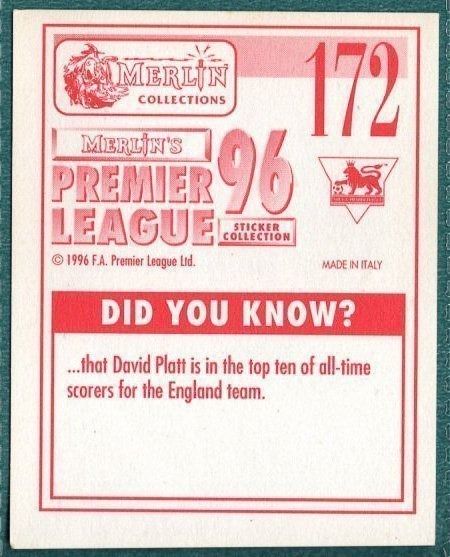 MERLIN
COLLECTIONS
172
MERLIN'S
PREMIER
LEAGUE
96
STICKER
COLLECTION
© 1996 F.A. Premier League Ltd.
MADE IN ITALY
DID YOU KNOW?
...that David Platt is in the top ten of all-time
scorers for the England team.